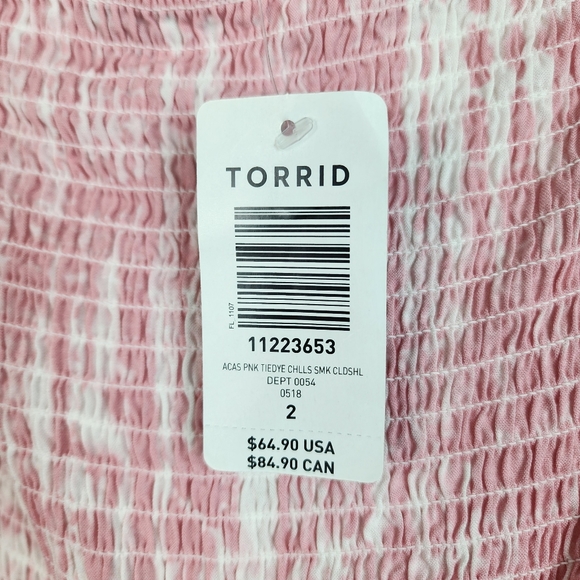 TORRID
FL 1107
11223653
ACAS PNK TIEDYE CHLLS SMK CLDSHL
DEPT 0054
0518
2
$64.90 USA
$84.90 CAN